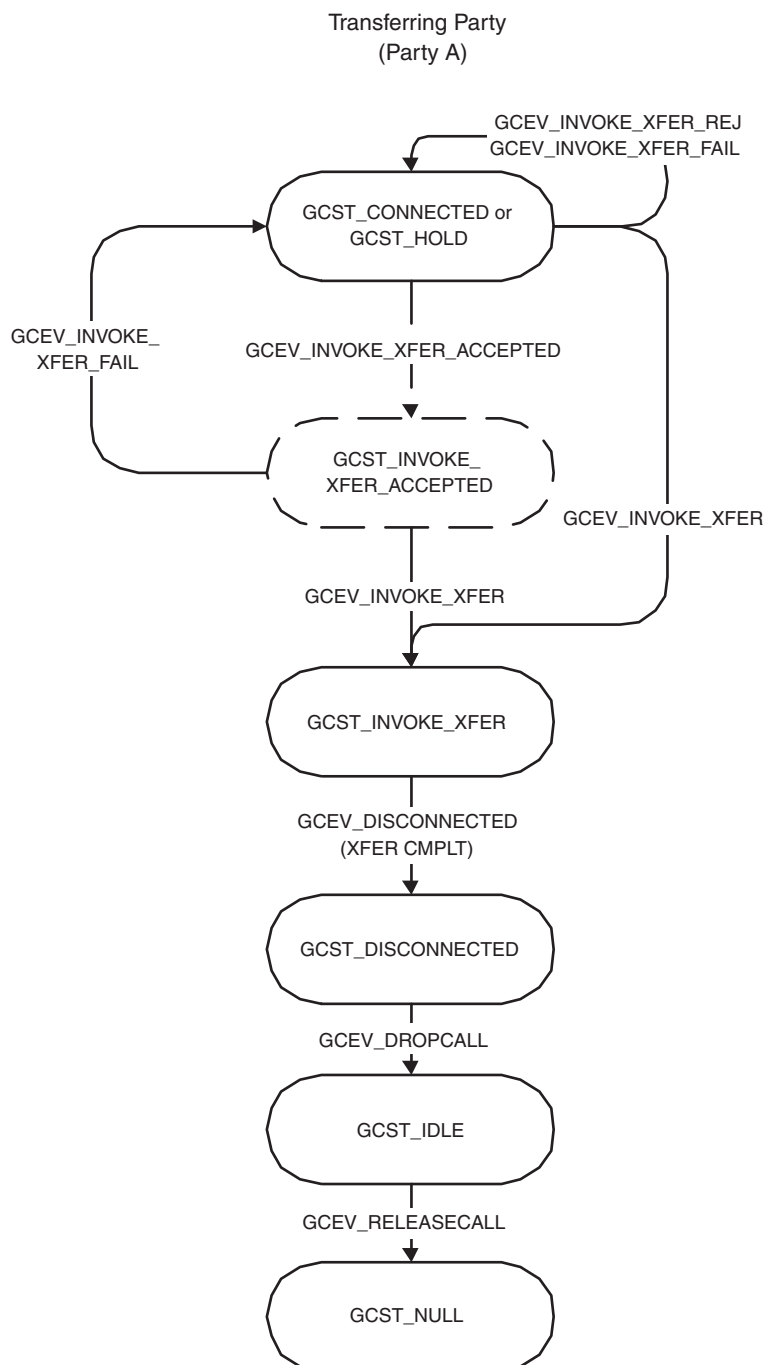 Transferring Party
(Party A)
GCEV_INVOKE_XFER_REJ
GCEV_INVOKE_XFER_FAIL
GCST_CONNECTED or
GCST_HOLD
GCEV_INVOKE_
XFER_FAIL
GCEV_INVOKE_XFER_ACCEPTED
GCST_INVOKE_
XFER_ACCEPTED
GCEV_INVOKE_XFER
GCEV_INVOKE_XFER
GCST_INVOKE_XFER
GCEV_DISCONNECTED
(XFER CMPLT)
GCST_DISCONNECTED
GCEV_DROPCALL
GCST_IDLE
GCEV_RELEASECALL
GCST_NULL